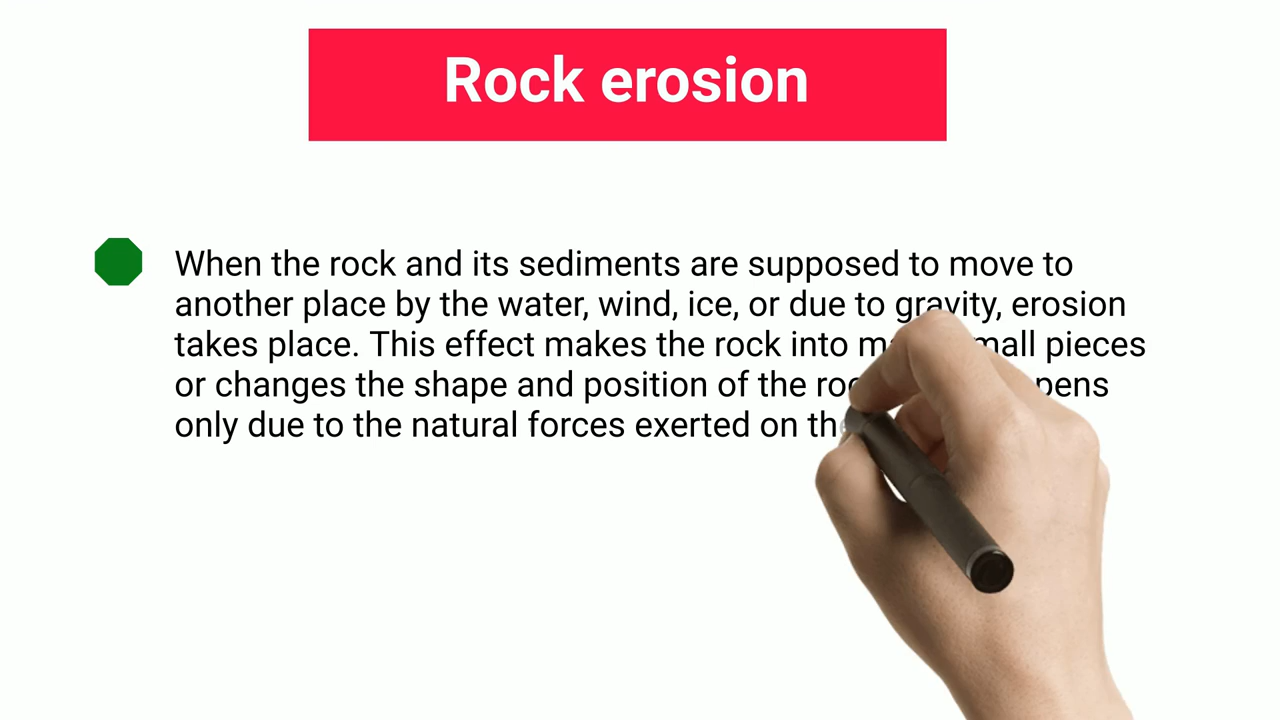 Rock erosion
When the rock and its sediments are supposed to move to
another place by the water, wind, ice, or due to gravity, erosion
takes place. This effect makes the rock into small pieces
or changes the shape and position of the
only due to the natural forces exerted on